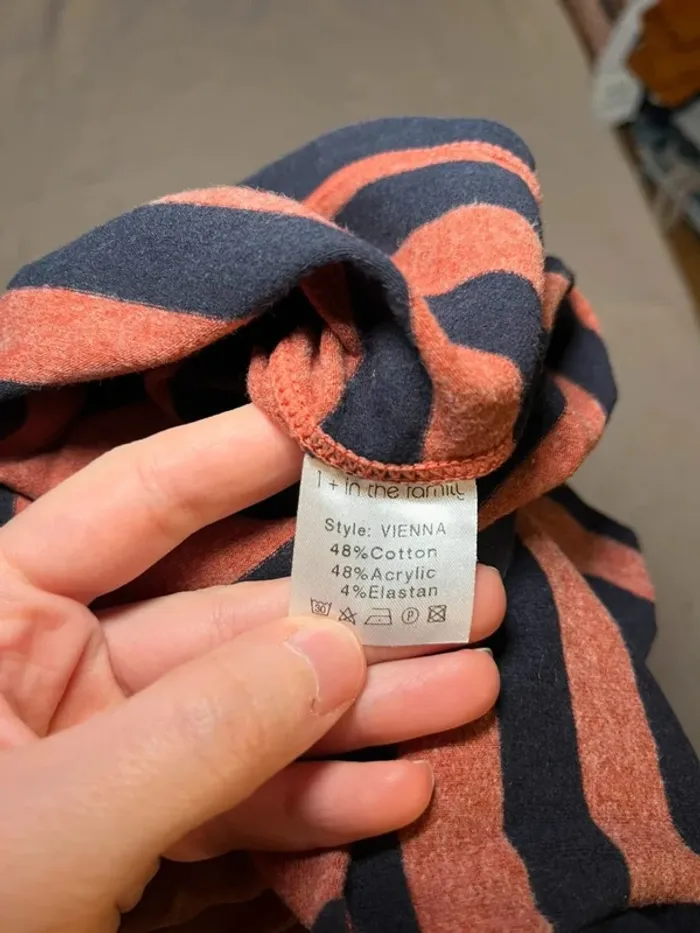 1 + in the family
Style: VIENNA
48%Cotton
48%Acrylic
4%Elastan
P